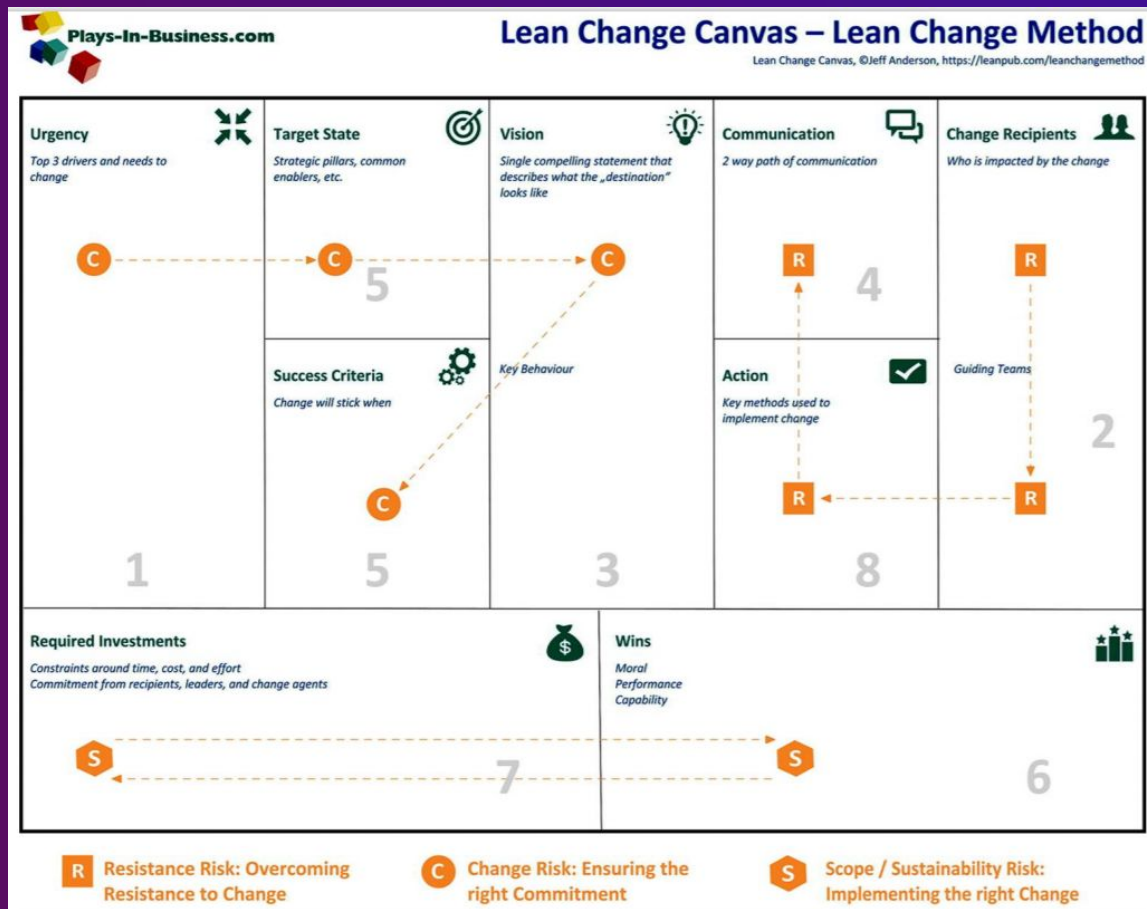 Plays-In-Business.com
Lean Change Canvas – Lean Change Method
Lean Change Canvas, ©Jeff Anderson, https://leanpub.com/leanchangemethod
Urgency
Top 3 drivers and needs to
change
C
1
Target State
Strategic pillars, common
enablers, etc.
C
5
Success Criteria
Change will stick when
C
5
Vision
Single compelling statement that
describes what the „destination"
looks like
C
Key Behaviour
3
Communication
2 way path of communication
R
4
Action
Key methods used to
implement change
R
8
Change Recipients
Who is impacted by the change
R
Guiding Teams
2
R
Required Investments
Constraints around time, cost, and effort
Commitment from recipients, leaders, and change agents
S
7
Wins
Moral
Performance
Capability
S
6
R Resistance Risk: Overcoming
Resistance to Change
C Change Risk: Ensuring the
right Commitment
S Scope / Sustainability Risk:
Implementing the right Change